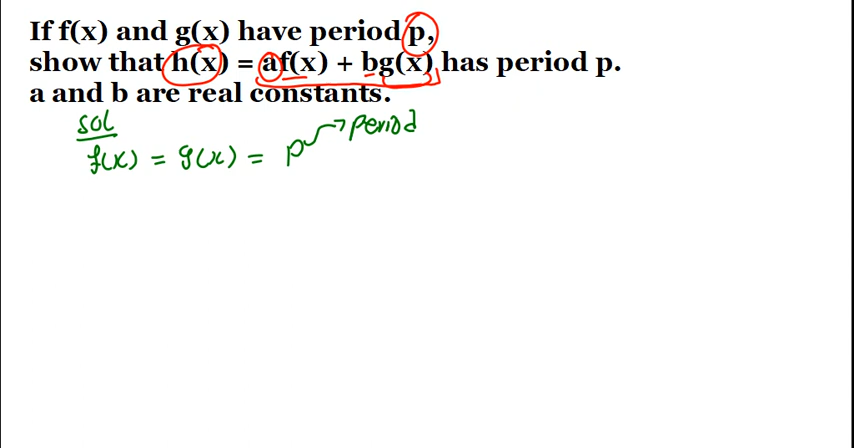 If f(x) and g(x) have period p,
show that h(x) = af(x) + bg(x) has period p.
a and b are real constants.
sol
f(x) = g(x) = p → period